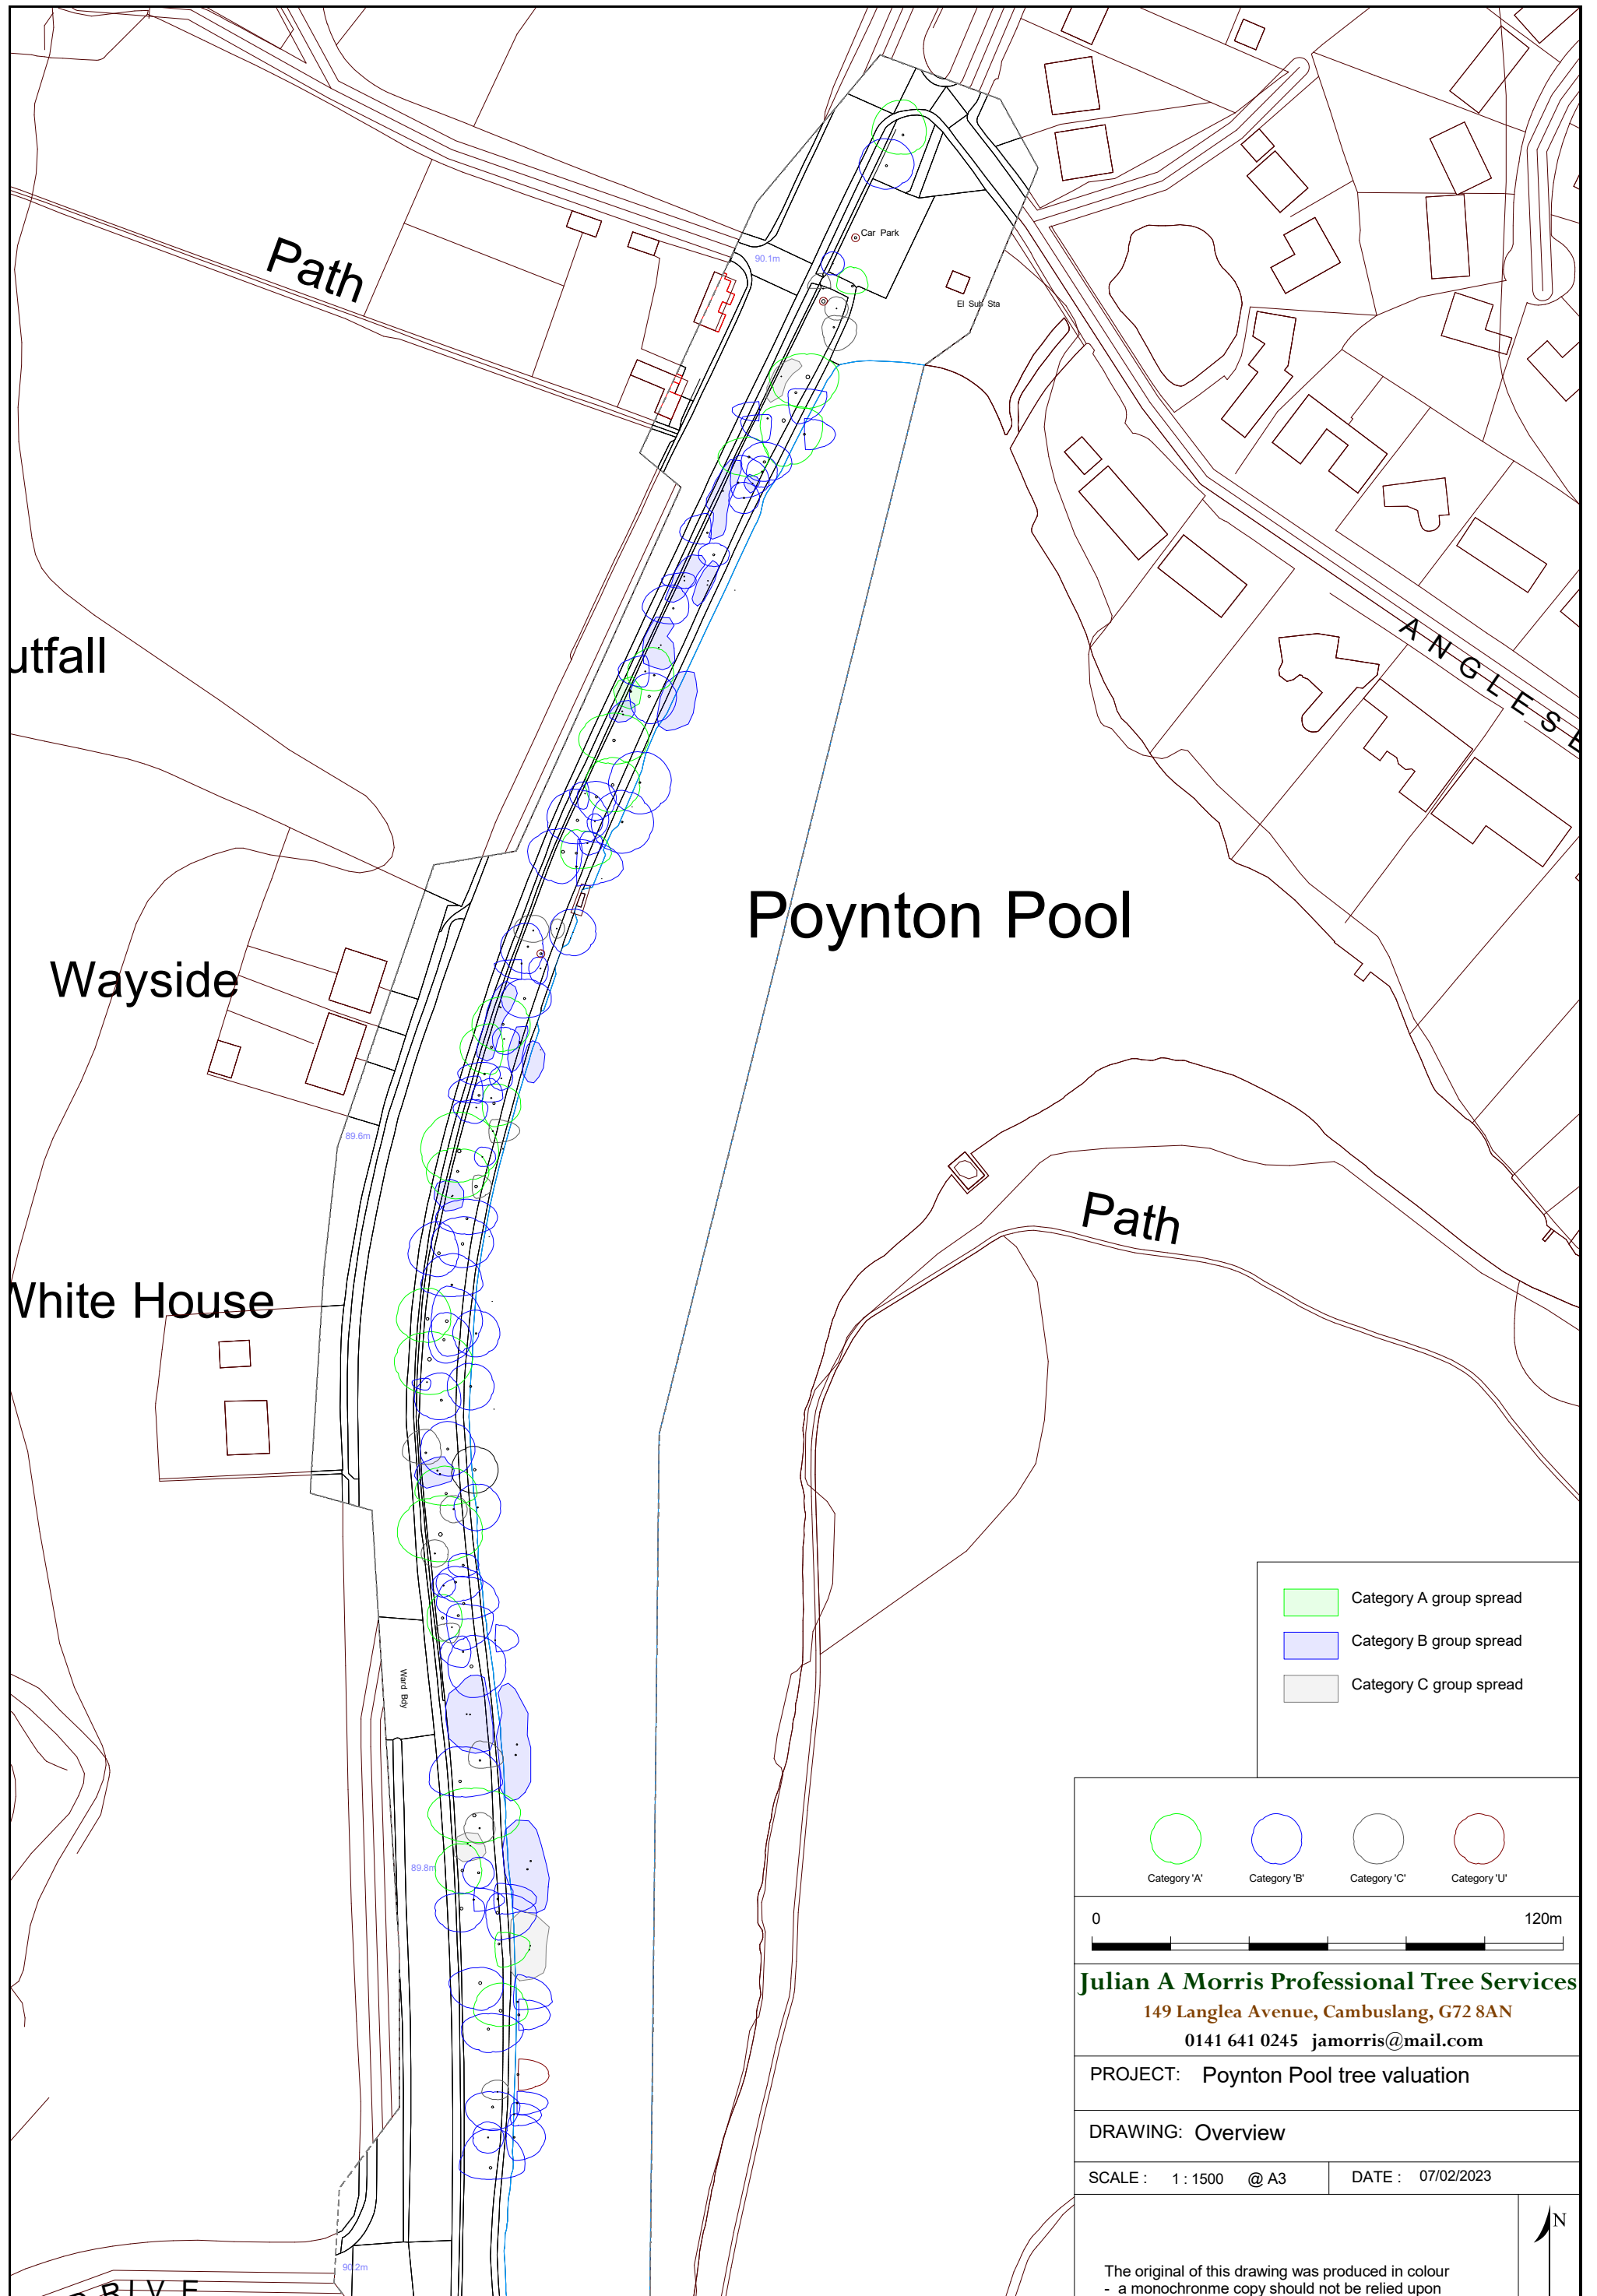 Path
Car Park
90.1m
El Sub Sta
utfall
ANGLESE
Poynton Pool
Wayside
89.6m
Path
White House
Category A group spread
Category B group spread
Category C group spread
Ward Bdy
Category 'A' Category 'B' Category 'C' Category 'U'
89.8m
0 120m
Julian A Morris Professional Tree Services
149 Langlea Avenue, Cambuslang, G72 8AN
0141 641 0245 jamorris@mail.com
PROJECT: Poynton Pool tree valuation
DRAWING: Overview
SCALE : 1 : 1500 @ A3 DATE : 07/02/2023
N
90.2m
The original of this drawing was produced in colour
- a monochronme copy should not be relied upon
RIVE